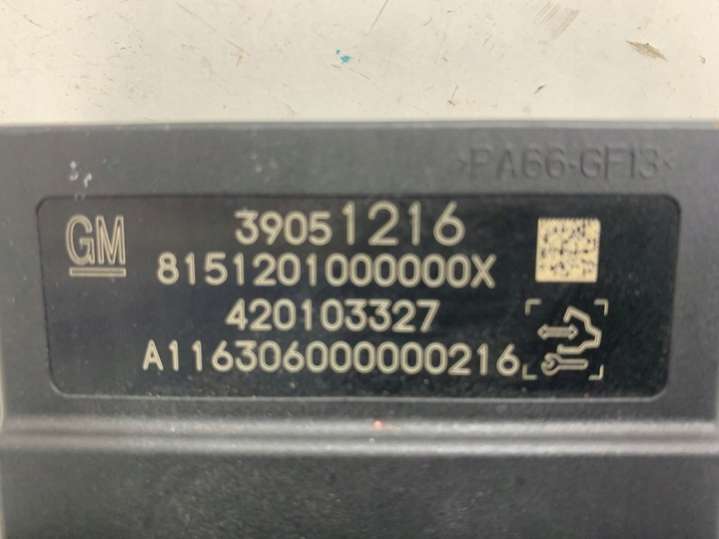 >PA66-GF13<
GM
39051216
8151201000000X
420103327
A116306000000216